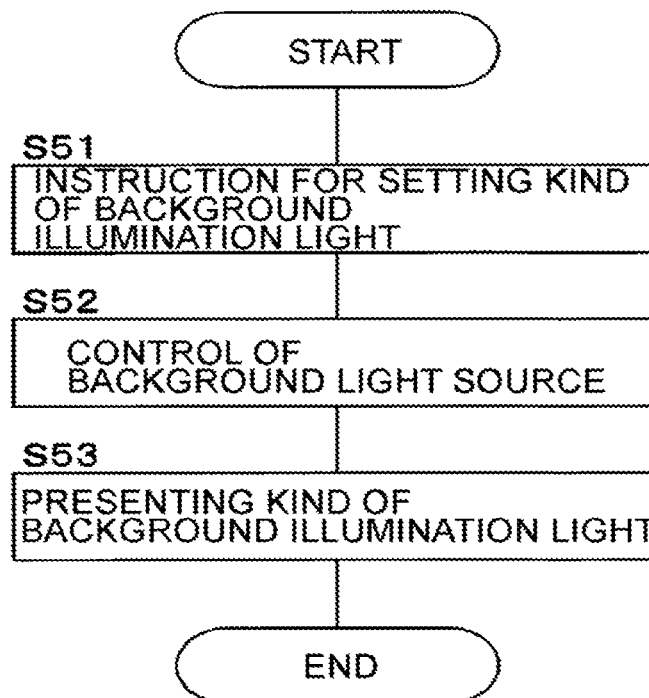 START
S51
INSTRUCTION FOR SETTING KIND
OF BACKGROUND
ILLUMINATION LIGHT
S52
CONTROL OF
BACKGROUND LIGHT SOURCE
S53
PRESENTING KIND OF
BACKGROUND ILLUMINATION LIGHT
END